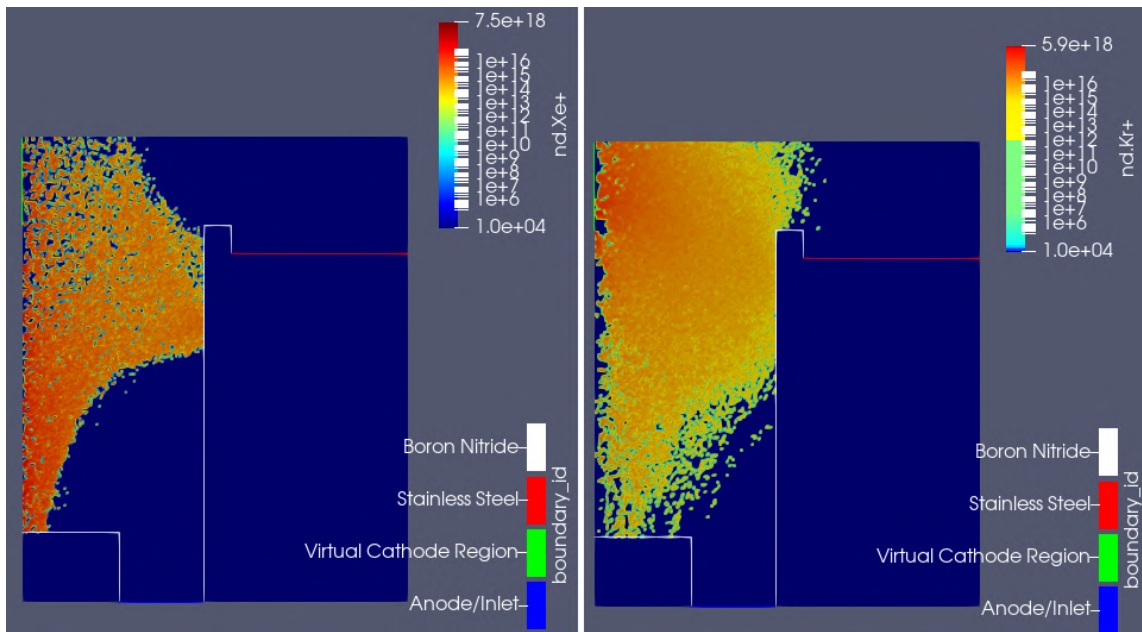 7.5e+18
1e+16
1e+15
1e+14
1e+13
1e+12
1e+11
1e+10
1e+9
1e+8
1e+7
1e+6
1.0e+04
nd.Xe+
Boron Nitride
Stainless Steel
Virtual Cathode Region
Anode/Inlet
boundary_id
5.9e+18
1e+16
1e+15
1e+14
1e+13
1e+12
1e+11
1e+10
1e+9
1e+8
1e+7
1e+6
1.0e+04
nd.Kr+
Boron Nitride
Stainless Steel
Virtual Cathode Region
Anode/Inlet
boundary_id